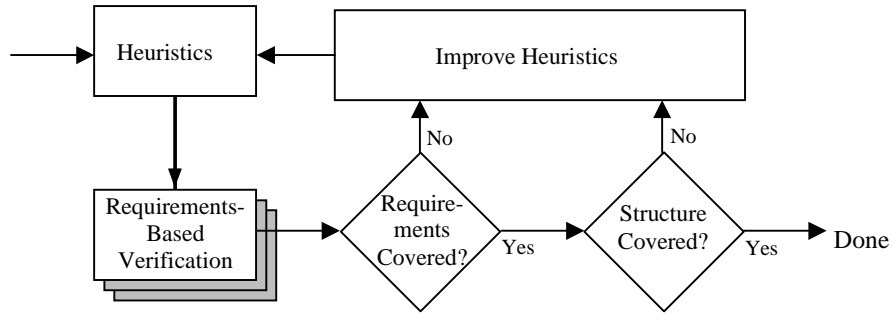 Heuristics
Improve Heuristics
No
No
Requirements-
Based
Verification
Require-
ments
Covered?
Yes
Structure
Covered?
Yes
Done